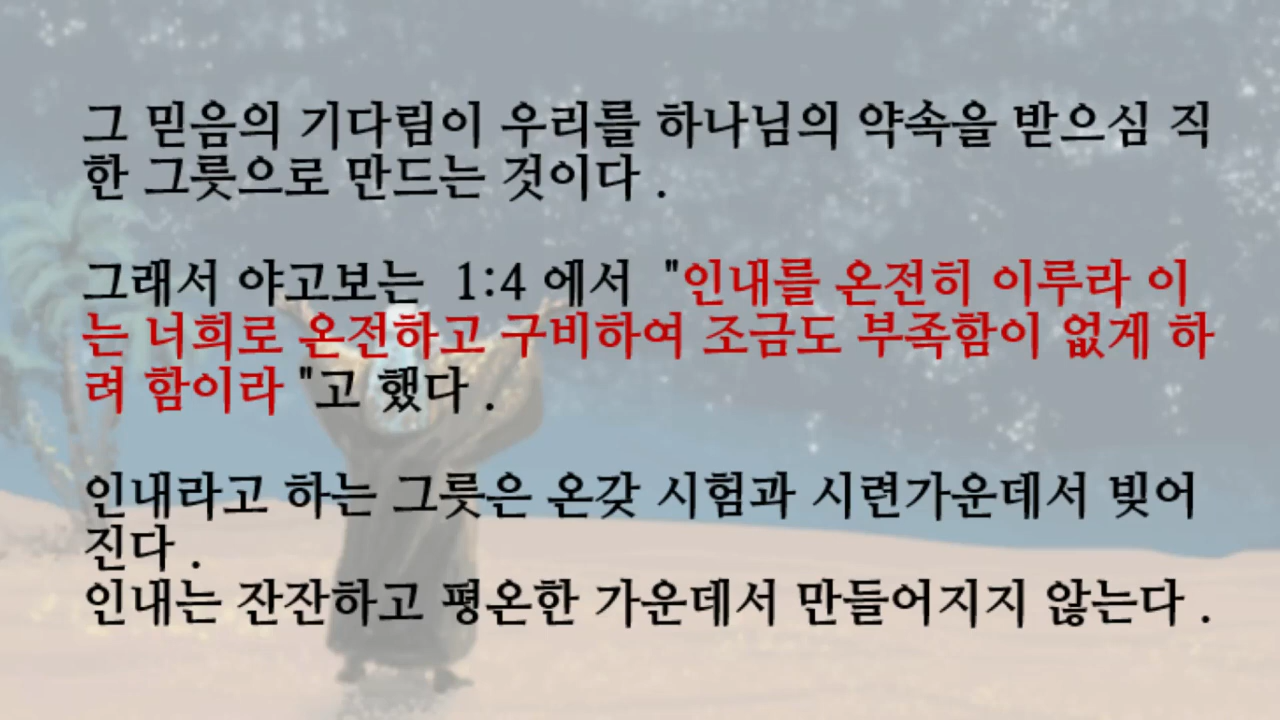 그 믿음의 기다림이 우리를 하나님의 약속을 받으심 직
한 그릇으로 만드는 것이다 .
그래서 야고보는 1:4 에서 "인내를 온전히 이루라 이
는 너희로 온전하고 구비하여 조금도 부족함이 없게 하
려 함이라 "고 했다 .
인내라고 하는 그릇은 온갖 시험과 시련가운데서 빚어
진다 .
인내는 잔잔하고 평온한 가운데서 만들어지지 않는다 .